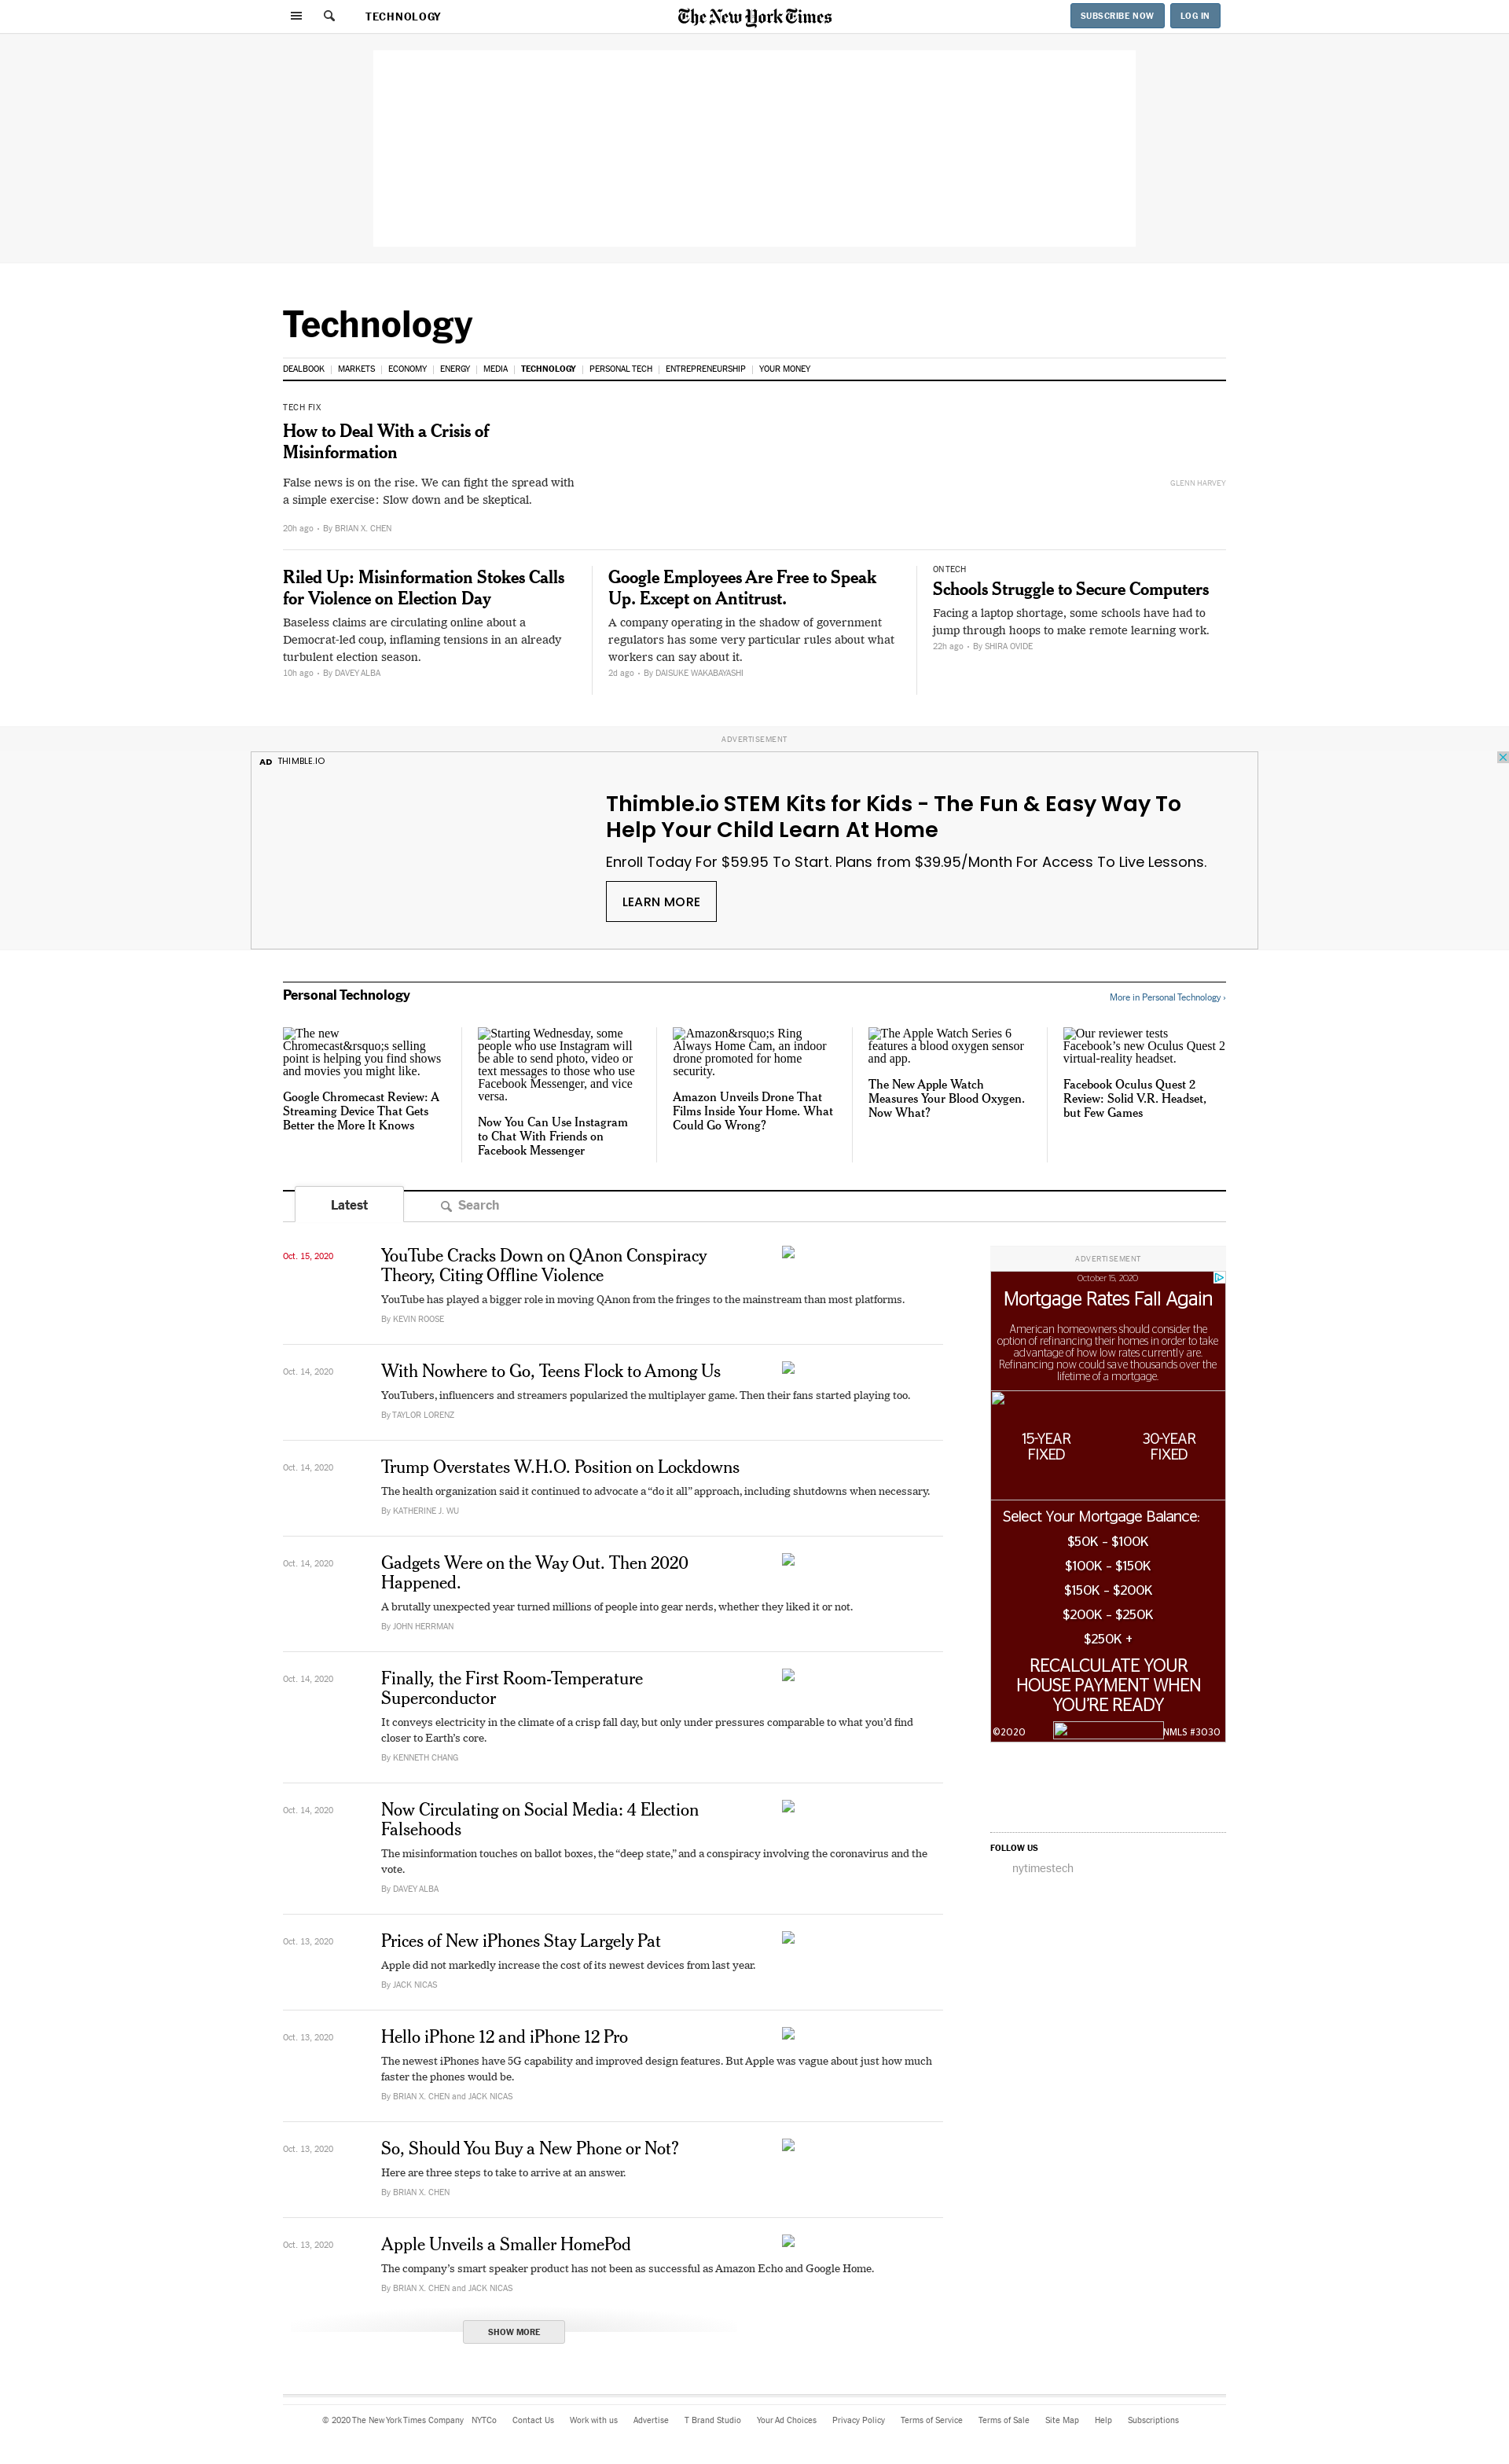 TECHNOLOGY
The New York Times
SUBSCRIBE NOW
LOG IN
Technology
DEALBOOK
MARKETS
ECONOMY
ENERGY
MEDIA
TECHNOLOGY
PERSONAL TECH
ENTREPRENEURSHIP
YOUR MONEY
TECH FIX
How to Deal With a Crisis of
Misinformation
False news is on the rise. We can fight the spread with
a simple exercise: Slow down and be skeptical.
20h ago • By BRIAN X. CHEN
GLENN HARVEY
Riled Up: Misinformation Stokes Calls
for Violence on Election Day
Baseless claims are circulating online about a
Democrat-led coup, inflaming tensions in an already
turbulent election season.
10h ago • By DAVEY ALBA
Google Employees Are Free to Speak
Up. Except on Antitrust.
A company operating in the shadow of government
regulators has some very particular rules about what
workers can say about it.
2d ago • By DAISUKE WAKABAYASHI
ON TECH
Schools Struggle to Secure Computers
Facing a laptop shortage, some schools have had to
jump through hoops to make remote learning work.
22h ago • By SHIRA OVIDE
ADVERTISEMENT
AD THIMBLE.IO
Thimble.io STEM Kits for Kids - The Fun & Easy Way To
Help Your Child Learn At Home
Enroll Today For $59.95 To Start. Plans from $39.95/Month For Access To Live Lessons.
LEARN MORE
Personal Technology
More in Personal Technology ›
The new
Chromecast&rsquo;s selling
point is helping you find shows
and movies you might like.
Google Chromecast Review: A
Streaming Device That Gets
Better the More It Knows
Starting Wednesday, some
people who use Instagram will
be able to send photo, video or
text messages to those who use
Facebook Messenger, and vice
versa.
Now You Can Use Instagram
to Chat With Friends on
Facebook Messenger
Amazon&rsquo;s Ring
Always Home Cam, an indoor
drone promoted for home
security.
Amazon Unveils Drone That
Films Inside Your Home. What
Could Go Wrong?
The Apple Watch Series 6
features a blood oxygen sensor
and app.
The New Apple Watch
Measures Your Blood Oxygen.
Now What?
Our reviewer tests
Facebook’s new Oculus Quest 2
virtual-reality headset.
Facebook Oculus Quest 2
Review: Solid V.R. Headset,
but Few Games
Latest
Search
Oct. 15, 2020
YouTube Cracks Down on QAnon Conspiracy
Theory, Citing Offline Violence
YouTube has played a bigger role in moving QAnon from the fringes to the mainstream than most platforms.
By KEVIN ROOSE
Oct. 14, 2020
With Nowhere to Go, Teens Flock to Among Us
YouTubers, influencers and streamers popularized the multiplayer game. Then their fans started playing too.
By TAYLOR LORENZ
Oct. 14, 2020
Trump Overstates W.H.O. Position on Lockdowns
The health organization said it continued to advocate a “do it all” approach, including shutdowns when necessary.
By KATHERINE J. WU
Oct. 14, 2020
Gadgets Were on the Way Out. Then 2020
Happened.
A brutally unexpected year turned millions of people into gear nerds, whether they liked it or not.
By JOHN HERRMAN
Oct. 14, 2020
Finally, the First Room-Temperature
Superconductor
It conveys electricity in the climate of a crisp fall day, but only under pressures comparable to what you’d find
closer to Earth’s core.
By KENNETH CHANG
Oct. 14, 2020
Now Circulating on Social Media: 4 Election
Falsehoods
The misinformation touches on ballot boxes, the “deep state,” and a conspiracy involving the coronavirus and the
vote.
By DAVEY ALBA
Oct. 13, 2020
Prices of New iPhones Stay Largely Pat
Apple did not markedly increase the cost of its newest devices from last year.
By JACK NICAS
Oct. 13, 2020
Hello iPhone 12 and iPhone 12 Pro
The newest iPhones have 5G capability and improved design features. But Apple was vague about just how much
faster the phones would be.
By BRIAN X. CHEN and JACK NICAS
Oct. 13, 2020
So, Should You Buy a New Phone or Not?
Here are three steps to take to arrive at an answer.
By BRIAN X. CHEN
Oct. 13, 2020
Apple Unveils a Smaller HomePod
The company’s smart speaker product has not been as successful as Amazon Echo and Google Home.
By BRIAN X. CHEN and JACK NICAS
SHOW MORE
ADVERTISEMENT
October 15, 2020
Mortgage Rates Fall Again
American homeowners should consider the
option of refinancing their homes in order to take
advantage of how low rates currently are.
Refinancing now could save thousands over the
lifetime of a mortgage.
15-YEAR
FIXED
30-YEAR
FIXED
Select Your Mortgage Balance:
$50K - $100K
$100K - $150K
$150K - $200K
$200K - $250K
$250K +
RECALCULATE YOUR
HOUSE PAYMENT WHEN
YOU’RE READY
©2020
NMLS #3030
FOLLOW US
nytimestech
© 2020 The New York Times Company
NYTCo
Contact Us
Work with us
Advertise
T Brand Studio
Your Ad Choices
Privacy Policy
Terms of Service
Terms of Sale
Site Map
Help
Subscriptions